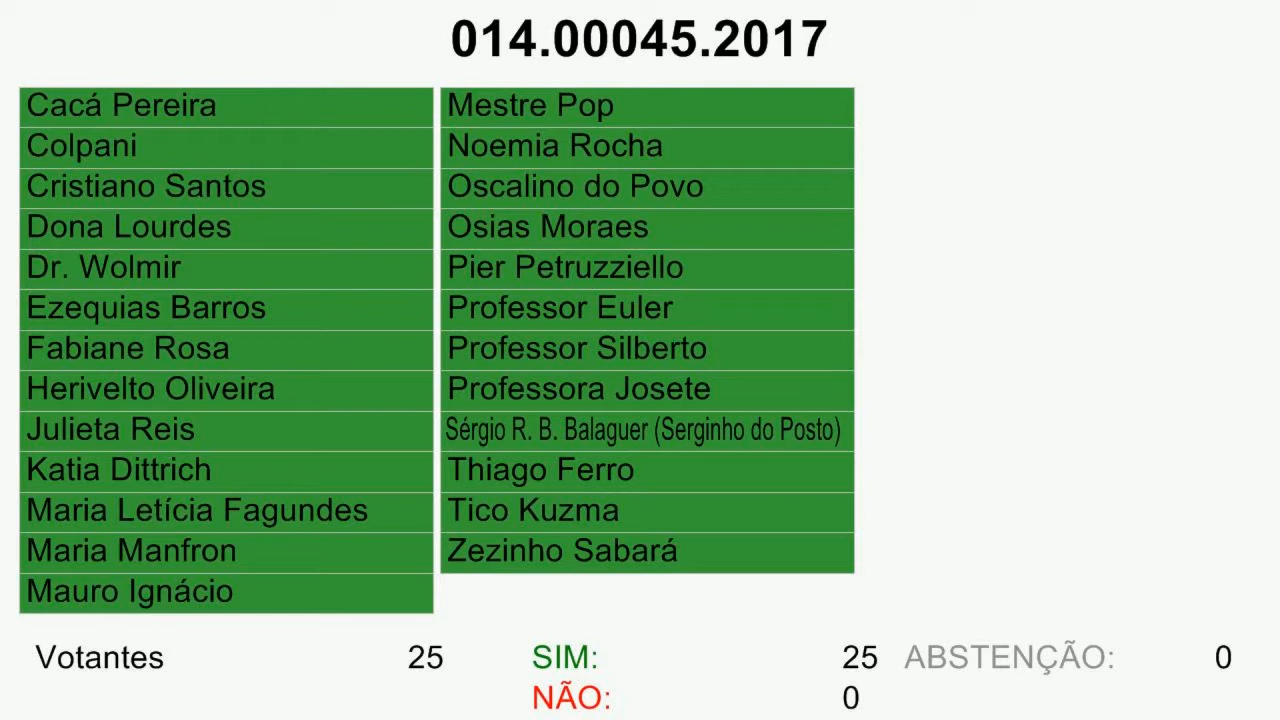 014.00045.2017
Cacá Pereira
Colpani
Cristiano Santos
Dona Lourdes
Dr. Wolmir
Ezequias Barros
Fabiane Rosa
Herivelto Oliveira
Julieta Reis
Katia Dittrich
Maria Letícia Fagundes
Maria Manfron
Mauro Ignácio
Mestre Pop
Noemia Rocha
Oscalino do Povo
Osias Moraes
Pier Petruzziello
Professor Euler
Professor Silberto
Professora Josete
Sérgio R. B. Balaguer (Serginho do Posto)
Thiago Ferro
Tico Kuzma
Zezinho Sabará
Votantes 25 SIM: 25 ABSTENÇÃO: 0
NÃO: 0